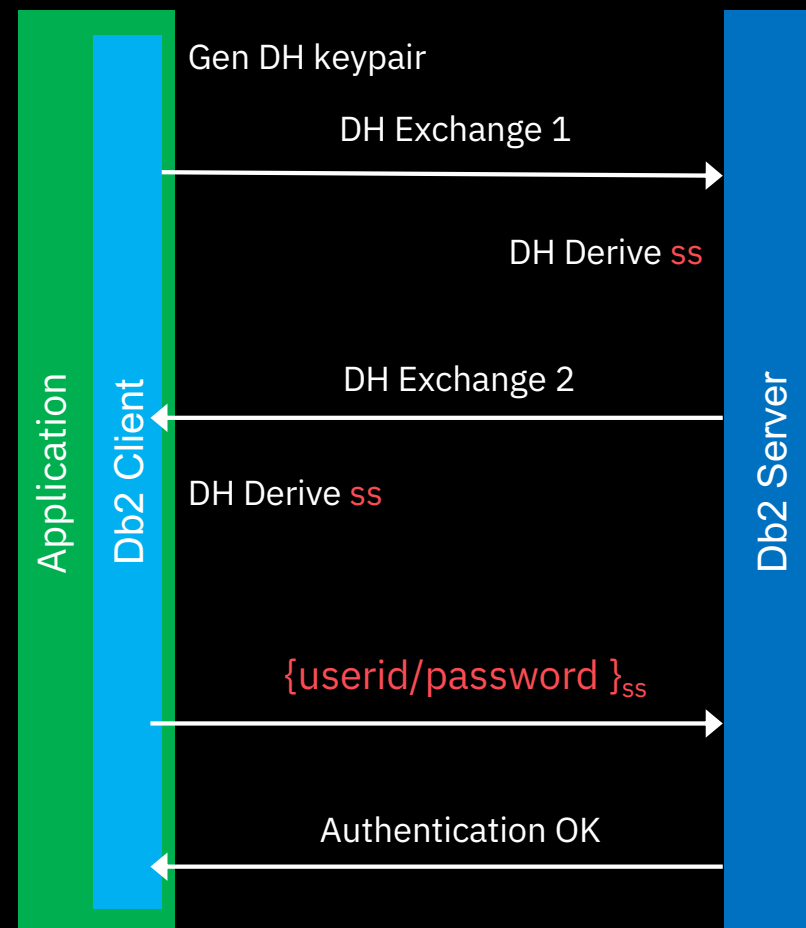 Gen DH keypair
DH Exchange 1
DH Derive ss
DH Exchange 2
Application
Db2 Client
Db2 Server
DH Derive ss
{userid/password }ss
Authentication OK